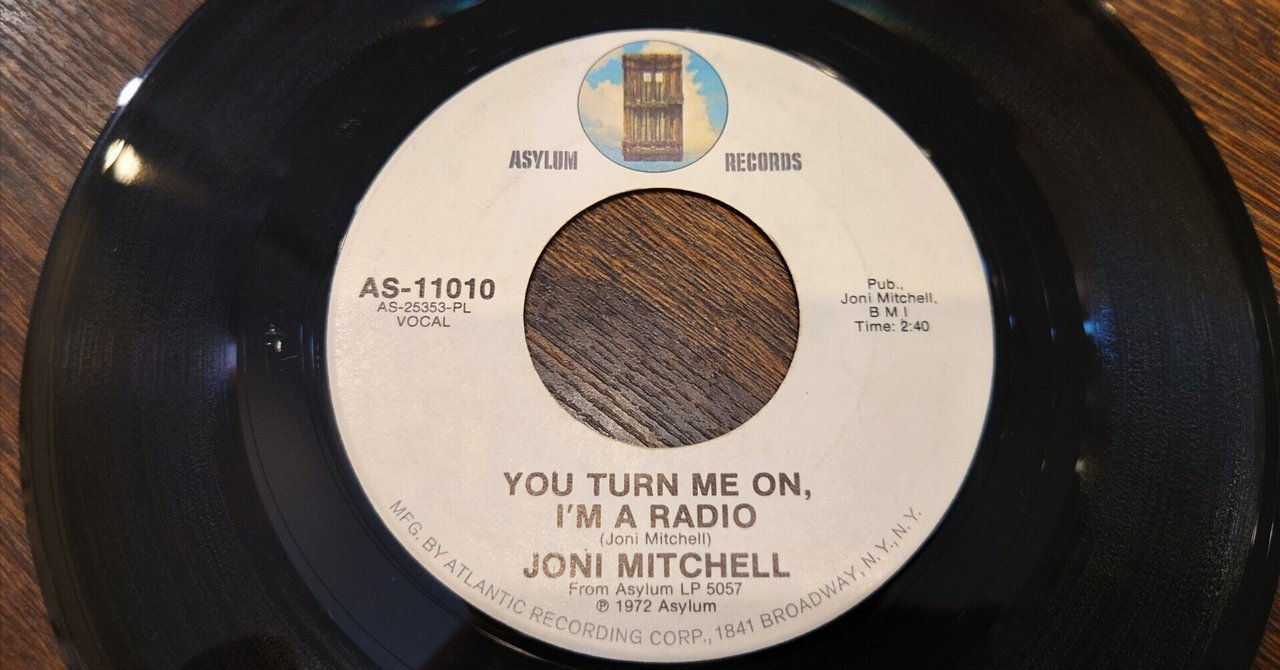 ASYLUM RECORDS
AS-11010
AS-25353-PL
VOCAL
Pub.,
Joni Mitchell.
B M I
Time: 2:40
YOU TURN ME ON,
I'M A RADIO
(Joni Mitchell)
JONI MITCHELL
From Asylum LP 5057
℗ 1972 Asylum
MFG. BY ATLANTIC RECORDING CORP., 1841 BROADWAY, N.Y., N.Y.